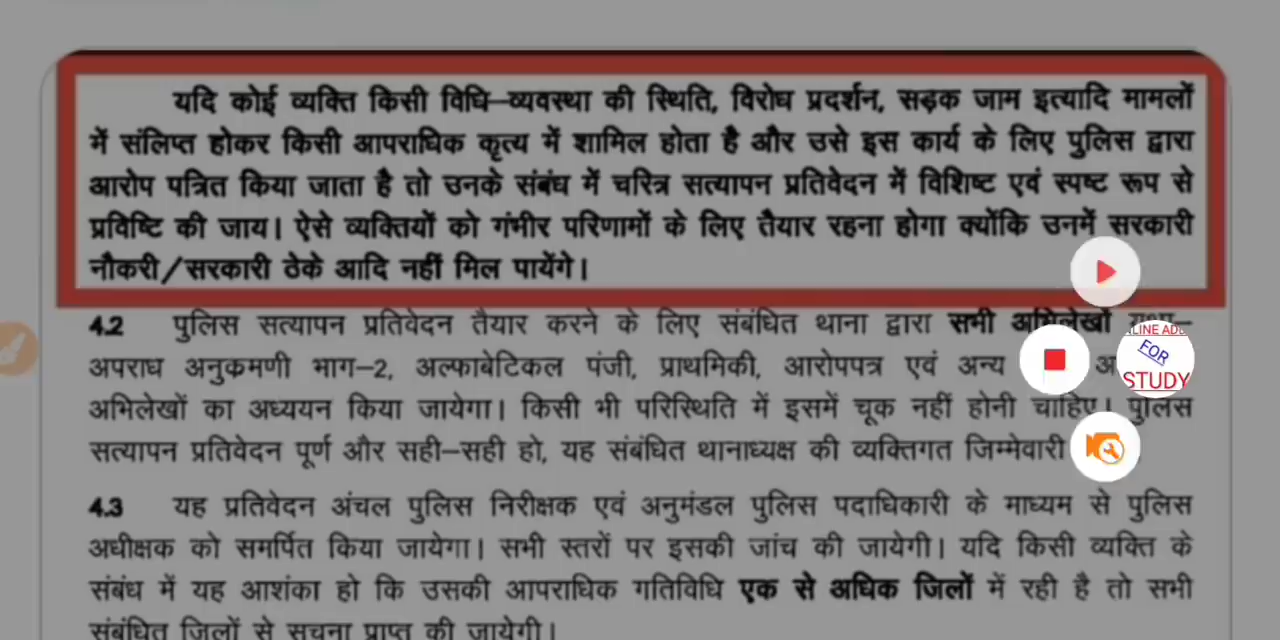 यदि कोई व्यक्ति किसी विधि–व्यवस्था की स्थिति, विरोध प्रदर्शन, सड़क जाम इत्यादि मामलों
में संलिप्त होकर किसी आपराधिक कृत्य में शामिल होता है और उसे इस कार्य के लिए पुलिस द्वारा
आरोप पत्रित किया जाता है तो उनके संबंध में चरित्र सत्यापन प्रतिवेदन में विशिष्ट एवं स्पष्ट रूप से
प्रविष्टि की जाय। ऐसे व्यक्तियों को गंभीर परिणामों के लिए तैयार रहना होगा क्योंकि उनमें सरकारी
नौकरी/सरकारी ठेके आदि नहीं मिल पायेंगे।
4.2 पुलिस सत्यापन प्रतिवेदन तैयार करने के लिए संबंधित थाना द्वारा सभी अभिलेखों
अपराध अनुक्रमणी भाग–2, अल्फाबेटिकल पंजी, प्राथमिकी, आरोपपत्र एवं अन्य
अभिलेखों का अध्ययन किया जायेगा। किसी भी परिस्थिति में इसमें चूक नहीं होनी चाहिए। पुलिस
सत्यापन प्रतिवेदन पूर्ण और सही–सही हो, यह संबंधित थानाध्यक्ष की व्यक्तिगत जिम्मेवारी
4.3 यह प्रतिवेदन अंचल पुलिस निरीक्षक एवं अनुमंडल पुलिस पदाधिकारी के माध्यम से पुलिस
अधीक्षक को समर्पित किया जायेगा। सभी स्तरों पर इसकी जांच की जायेगी। यदि किसी व्यक्ति के
संबंध में यह आशंका हो कि उसकी आपराधिक गतिविधि एक से अधिक जिलों में रही है तो सभी
संबंधित जिलों से सूचना प्राप्त की जायेगी।
FOR
STUDY